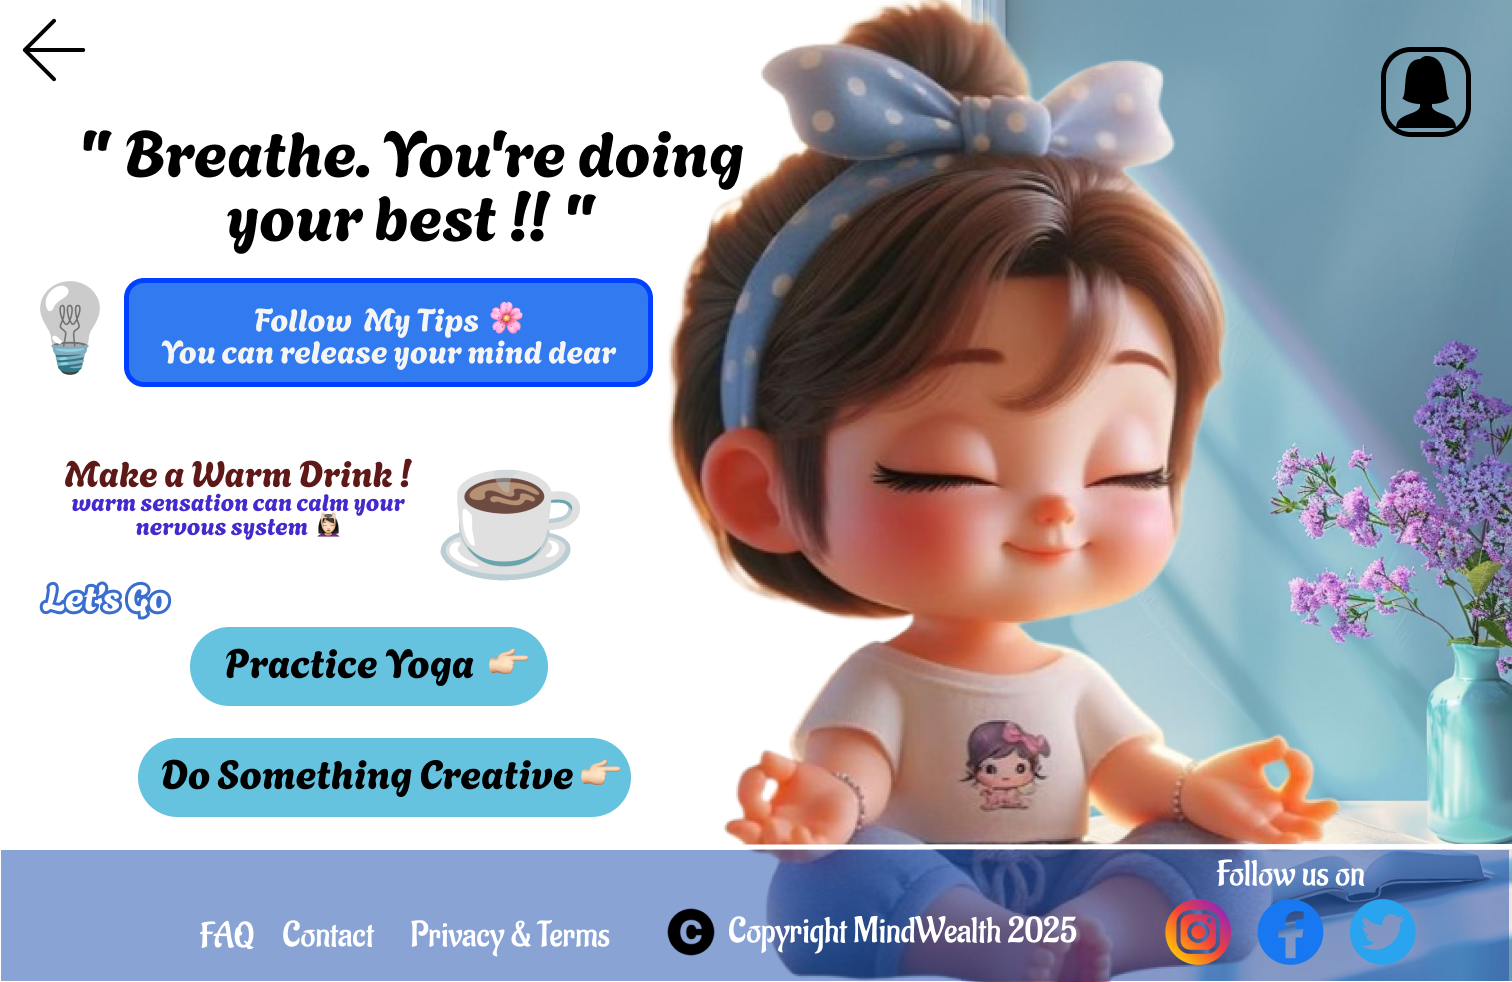 " Breathe. You're doing
your best !! "
Follow My Tips 🌸
You can release your mind dear
Make a Warm Drink !
warm sensation can calm your
nervous system 💆🏻‍♀️
Let's Go
Practice Yoga 👉🏻
Do Something Creative 👉🏻
Follow us on
FAQ Contact Privacy & Terms © Copyright MindWealth 2025